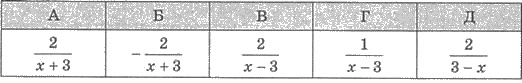 А Б В Г Д
2/(x + 3) −2/(x + 3) 2/(x − 3) 1/(x − 3) 2/(3 − x)